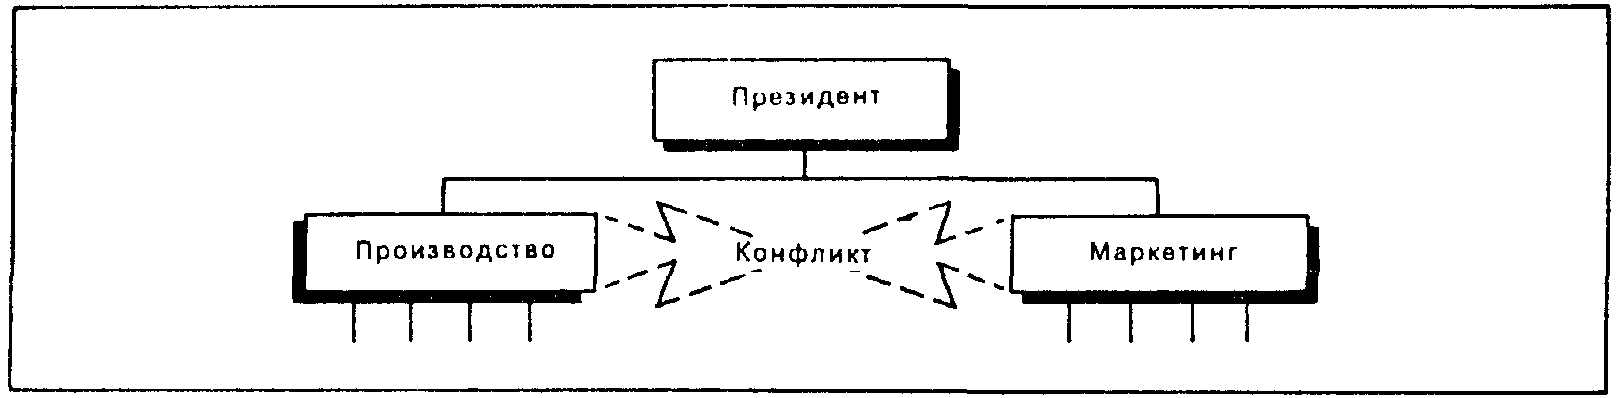 Президент
Производство
Конфликт
Маркетинг